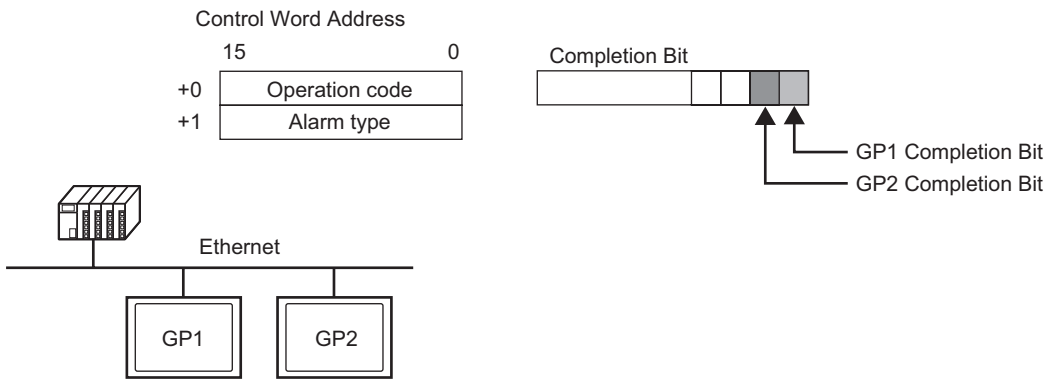 Control Word Address
15 0
+0 Operation code
+1 Alarm type
Completion Bit
GP1 Completion Bit
GP2 Completion Bit
Ethernet
GP1 GP2